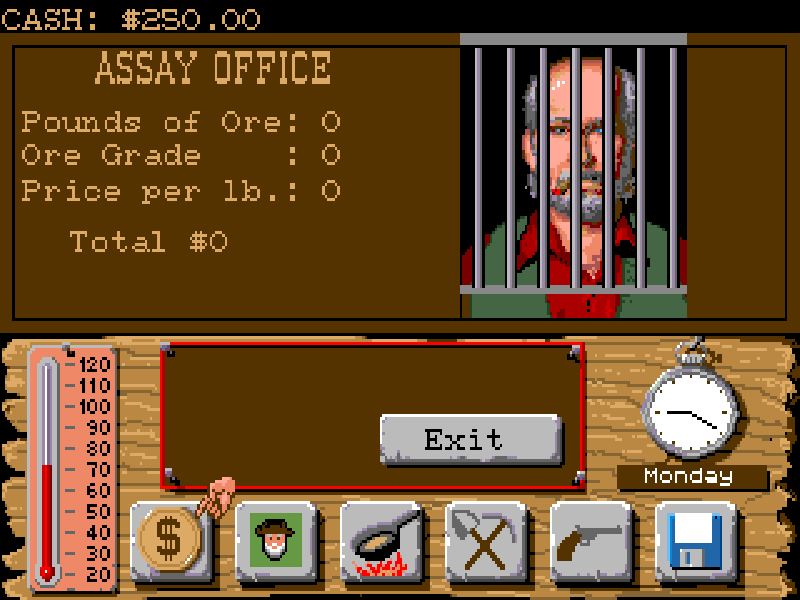 CASH: #250.00
ASSAY OFFICE
Pounds of Ore: 0
Ore Grade : 0
Price per lb.: 0
Total #0
120
110
100
90
80
70
60
50
40
30
20
Exit
Monday
$